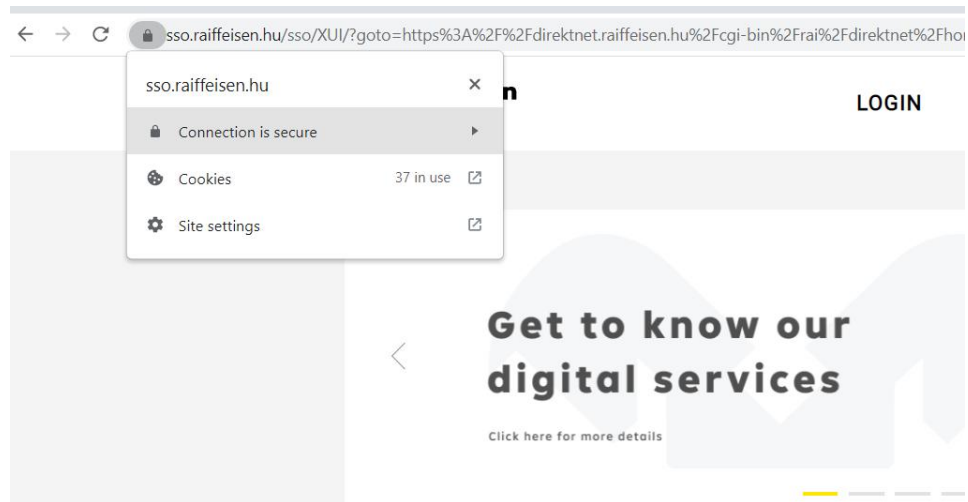 sso.raiffeisen.hu/sso/XUI/?goto=https%3A%2F%2Fdirektnet.raiffeisen.hu%2Fcgi-bin%2Frai%2Fdirektnet%2Fhor
sso.raiffeisen.hu
n
LOGIN
Connection is secure
Cookies 37 in use
Site settings
Get to know our
digital services
Click here for more details